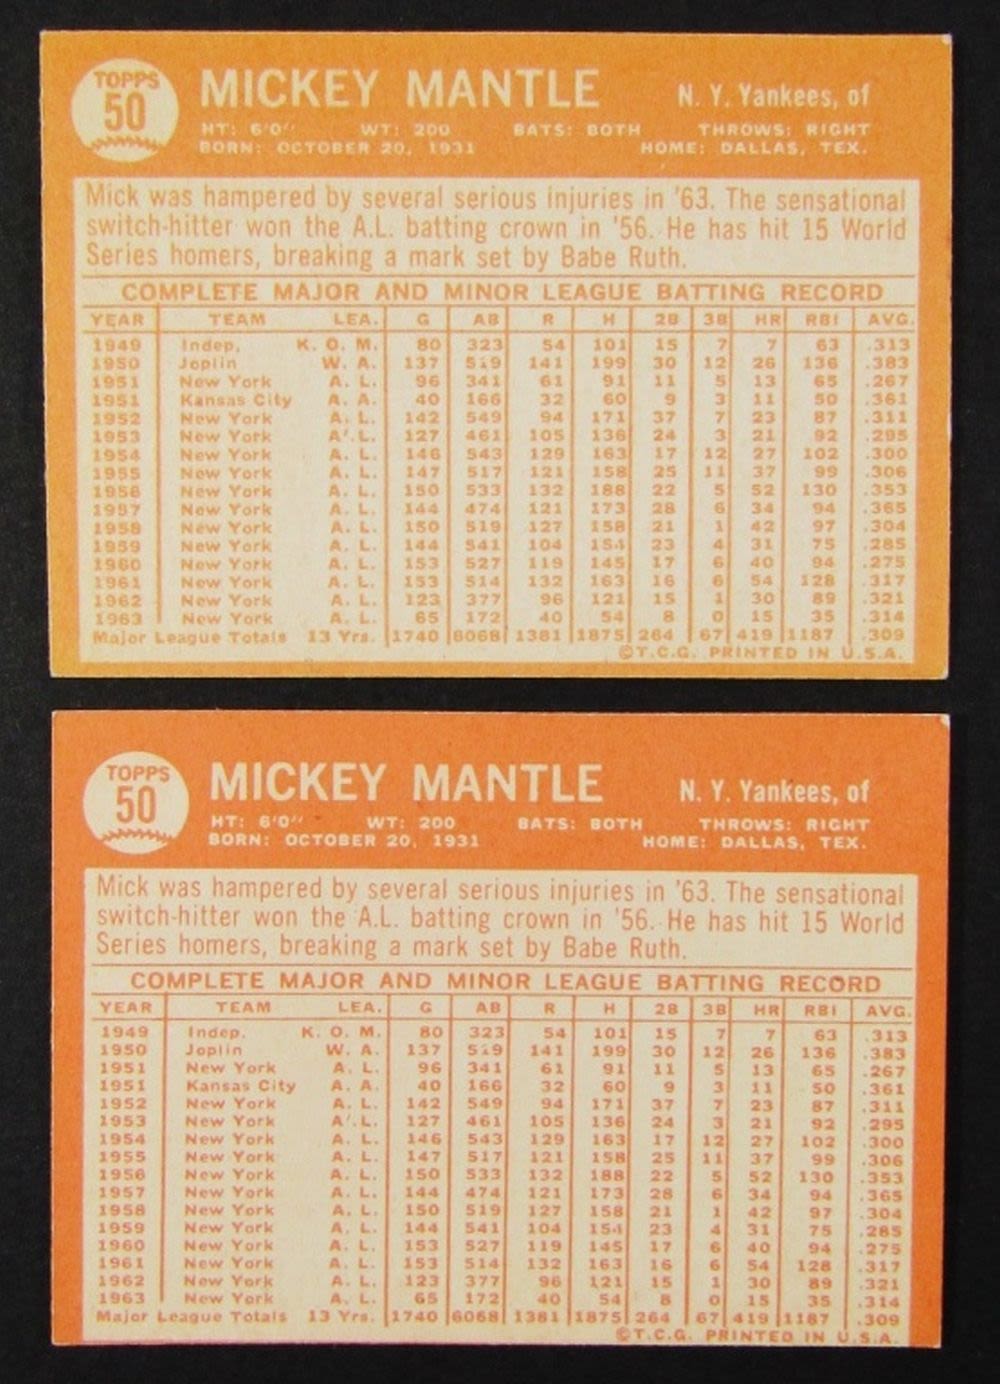 TOPPS
50
MICKEY MANTLE
N. Y. Yankees, of
HT: 6'0" WT: 200 BATS: BOTH THROWS: RIGHT
BORN: OCTOBER 20, 1931 HOME: DALLAS, TEX.
Mick was hampered by several serious injuries in '63. The sensational
switch-hitter won the A.L. batting crown in '56. He has hit 15 World
Series homers, breaking a mark set by Babe Ruth.
COMPLETE MAJOR AND MINOR LEAGUE BATTING RECORD
YEAR TEAM LEA. G AB R H 2B 3B HR RBI AVG.
1949 Indep. K. O. M. 80 323 54 101 15 7 7 63 .313
1950 Joplin W. A. 137 519 141 199 30 12 26 136 .383
1951 New York A. L. 96 341 61 91 11 5 13 65 .267
1951 Kansas City A. A. 40 166 32 60 9 3 11 50 .361
1952 New York A. L. 142 549 94 171 37 7 23 87 .311
1953 New York A. L. 127 461 105 136 24 3 21 92 .295
1954 New York A. L. 146 543 129 163 17 12 27 102 .300
1955 New York A. L. 147 517 121 158 25 11 37 99 .306
1956 New York A. L. 150 533 132 188 22 5 52 130 .353
1957 New York A. L. 144 474 121 173 28 6 34 94 .365
1958 New York A. L. 150 519 127 158 21 1 42 97 .304
1959 New York A. L. 144 541 104 154 23 4 31 75 .285
1960 New York A. L. 153 527 119 145 17 6 40 94 .275
1961 New York A. L. 153 514 132 163 16 6 54 128 .317
1962 New York A. L. 123 377 96 121 15 1 30 89 .321
1963 New York A. L. 65 172 40 54 8 0 15 35 .314
Major League Totals 13 Yrs. 1740 6068 1381 1875 264 67 419 1187 .309
©T.C.G. PRINTED IN U.S.A.
TOPPS
50
MICKEY MANTLE
N. Y. Yankees, of
HT: 6'0" WT: 200 BATS: BOTH THROWS: RIGHT
BORN: OCTOBER 20, 1931 HOME: DALLAS, TEX.
Mick was hampered by several serious injuries in '63. The sensational
switch-hitter won the A.L. batting crown in '56. He has hit 15 World
Series homers, breaking a mark set by Babe Ruth.
COMPLETE MAJOR AND MINOR LEAGUE BATTING RECORD
YEAR TEAM LEA. G AB R H 2B 3B HR RBI AVG.
1949 Indep. K. O. M. 80 323 54 101 15 7 7 63 .313
1950 Joplin W. A. 137 519 141 199 30 12 26 136 .383
1951 New York A. L. 96 341 61 91 11 5 13 65 .267
1951 Kansas City A. A. 40 166 32 60 9 3 11 50 .361
1952 New York A. L. 142 549 94 171 37 7 23 87 .311
1953 New York A. L. 127 461 105 136 24 3 21 92 .295
1954 New York A. L. 146 543 129 163 17 12 27 102 .300
1955 New York A. L. 147 517 121 158 25 11 37 99 .306
1956 New York A. L. 150 533 132 188 22 5 52 130 .353
1957 New York A. L. 144 474 121 173 28 6 34 94 .365
1958 New York A. L. 150 519 127 158 21 1 42 97 .304
1959 New York A. L. 144 541 104 154 23 4 31 75 .285
1960 New York A. L. 153 527 119 145 17 6 40 94 .275
1961 New York A. L. 153 514 132 163 16 6 54 128 .317
1962 New York A. L. 123 377 96 121 15 1 30 89 .321
1963 New York A. L. 65 172 40 54 8 0 15 35 .314
Major League Totals 13 Yrs. 1740 6068 1381 1875 264 67 419 1187 .309
©T.C.G. PRINTED IN U.S.A.